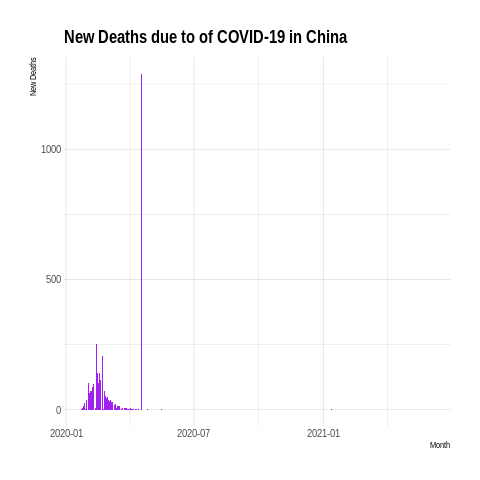 New Deaths due to of COVID-19 in China
New Deaths
1000
500
0
2020-01 2020-07 2021-01
Month